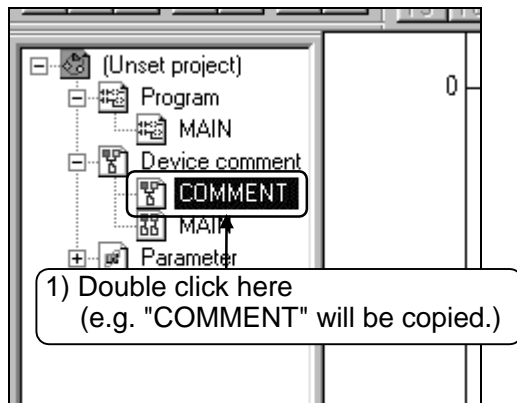 (Unset project)
0
Program
MAIN
Device comment
COMMENT
MAIN
Parameter
1) Double click here
(e.g. "COMMENT" will be copied.)